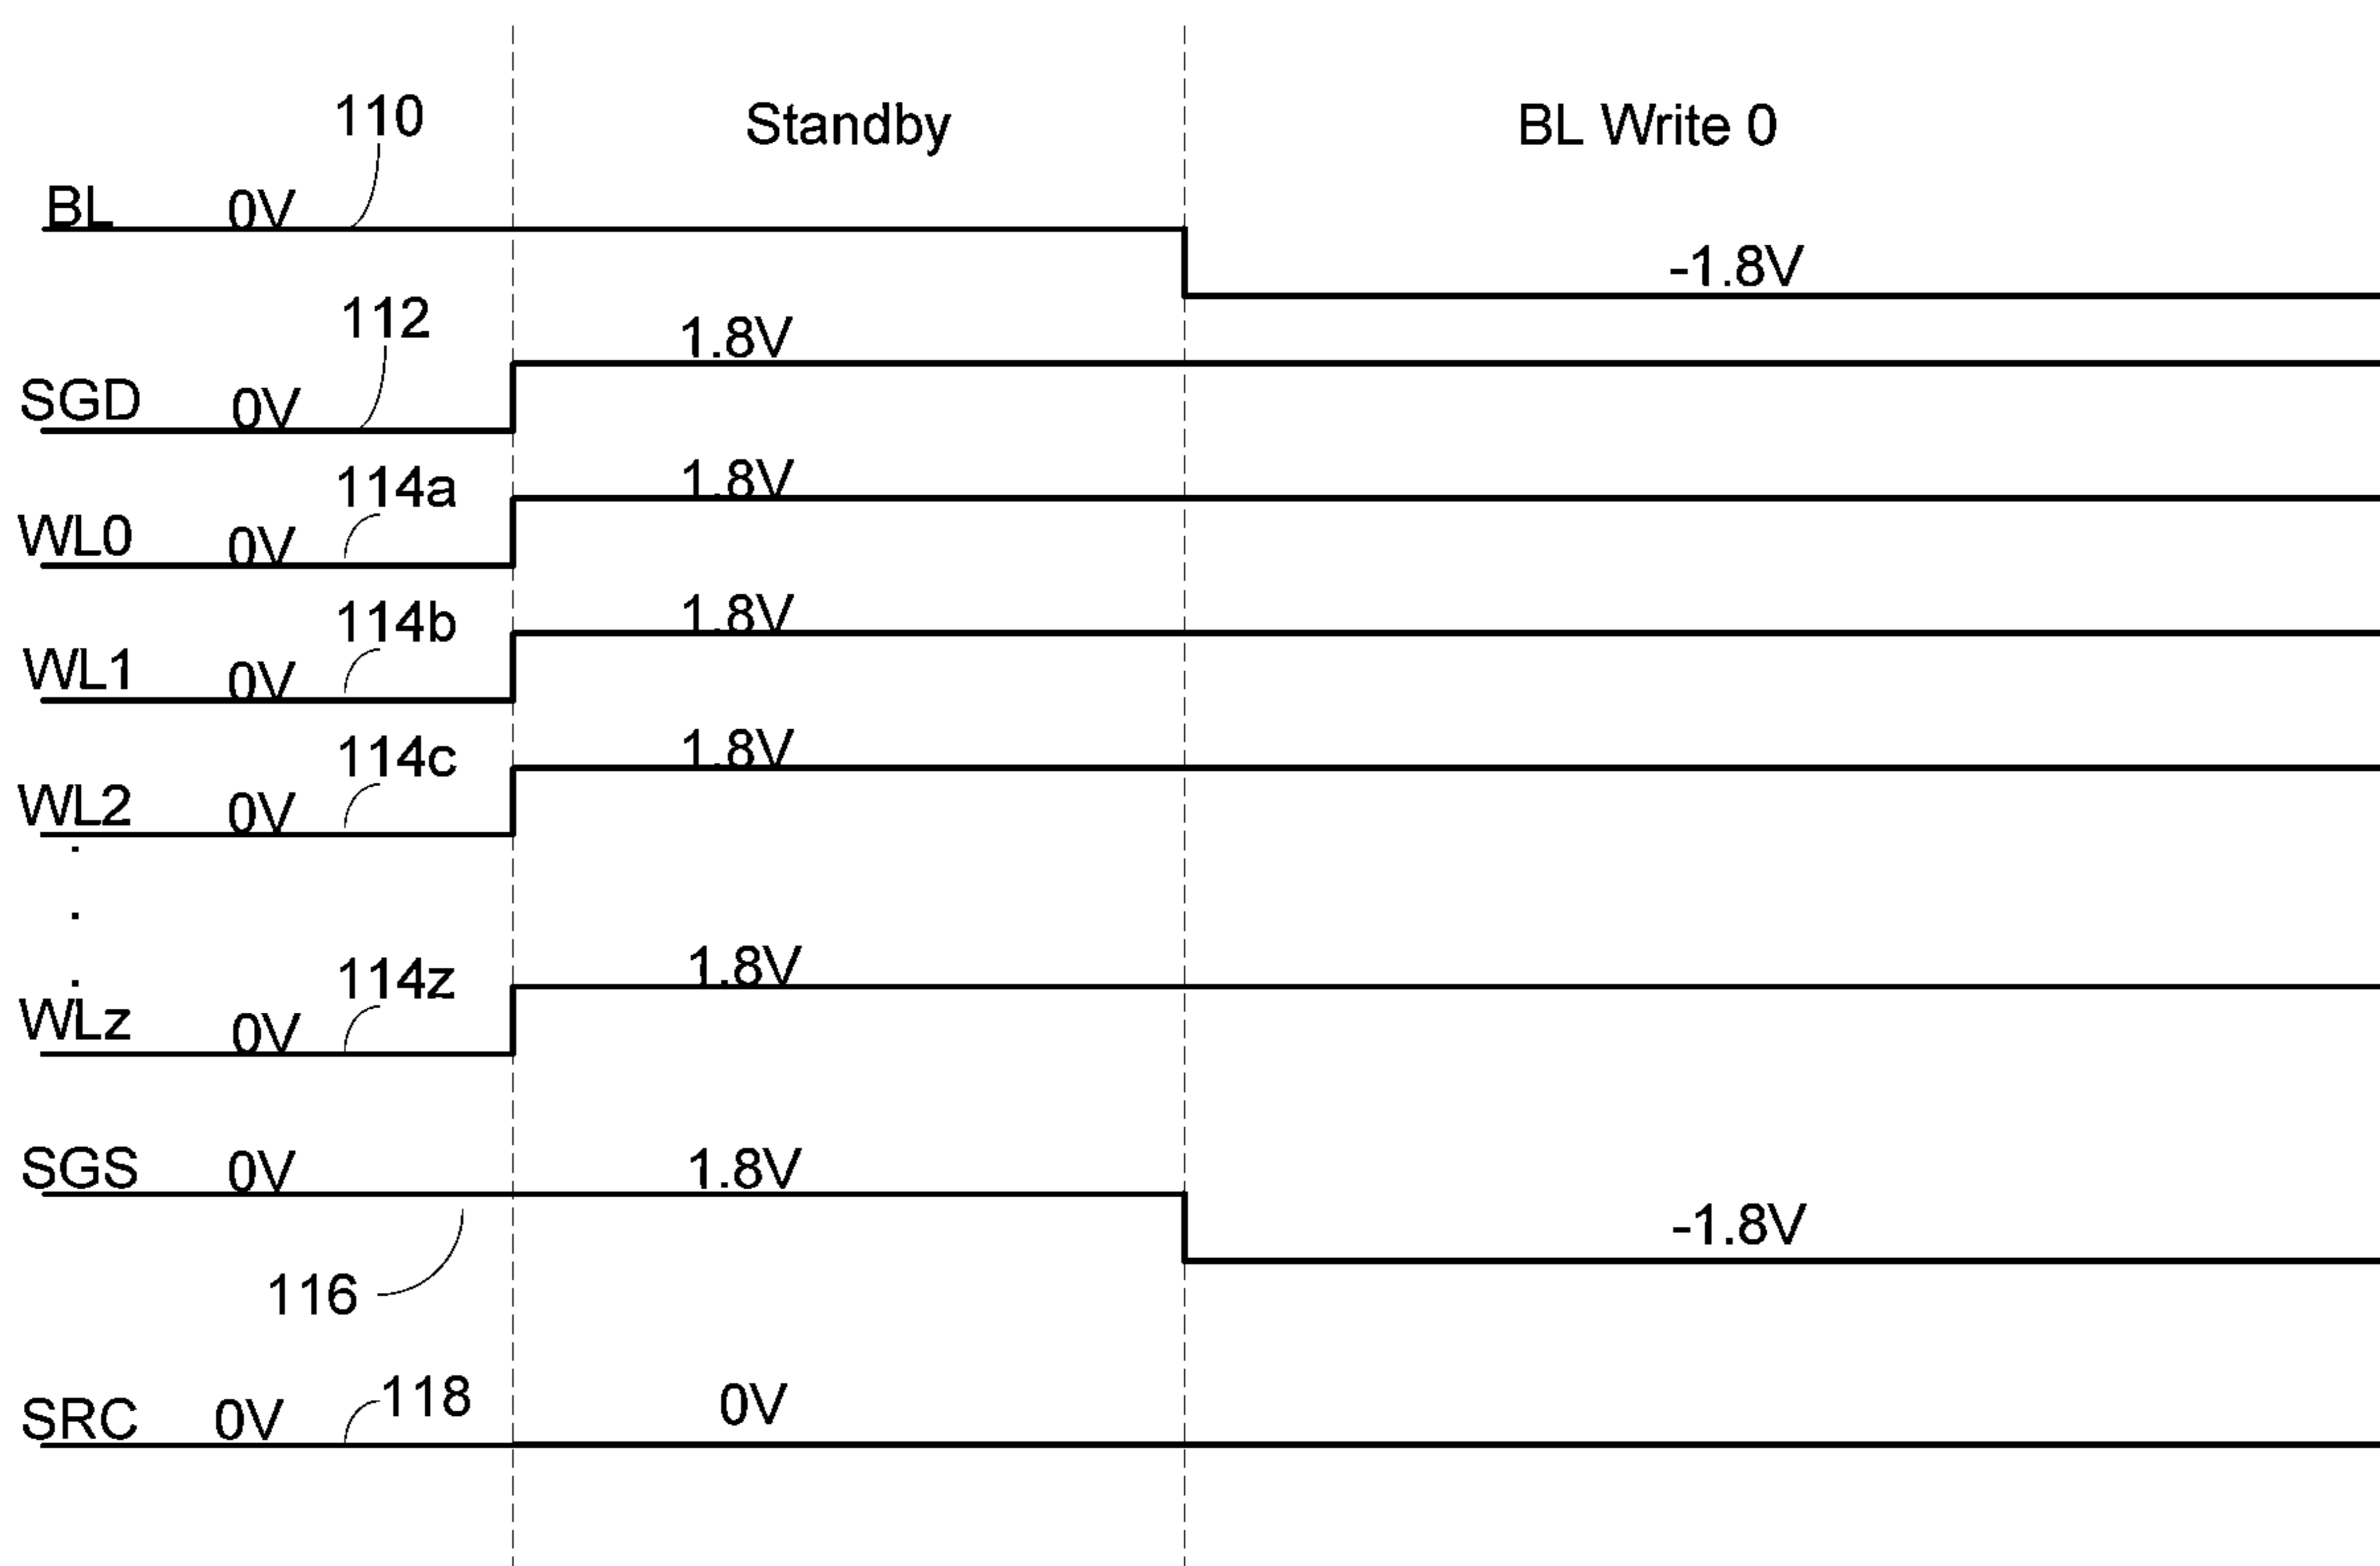 110
Standby
BL Write 0
BL 0V
-1.8V
112
1.8V
SGD 0V
114a
1.8V
WL0 0V
114b
1.8V
WL1 0V
114c
1.8V
WL2 0V
.
.
.
114z
1.8V
WLz 0V
SGS 0V 1.8V
-1.8V
116
118
0V
SRC 0V